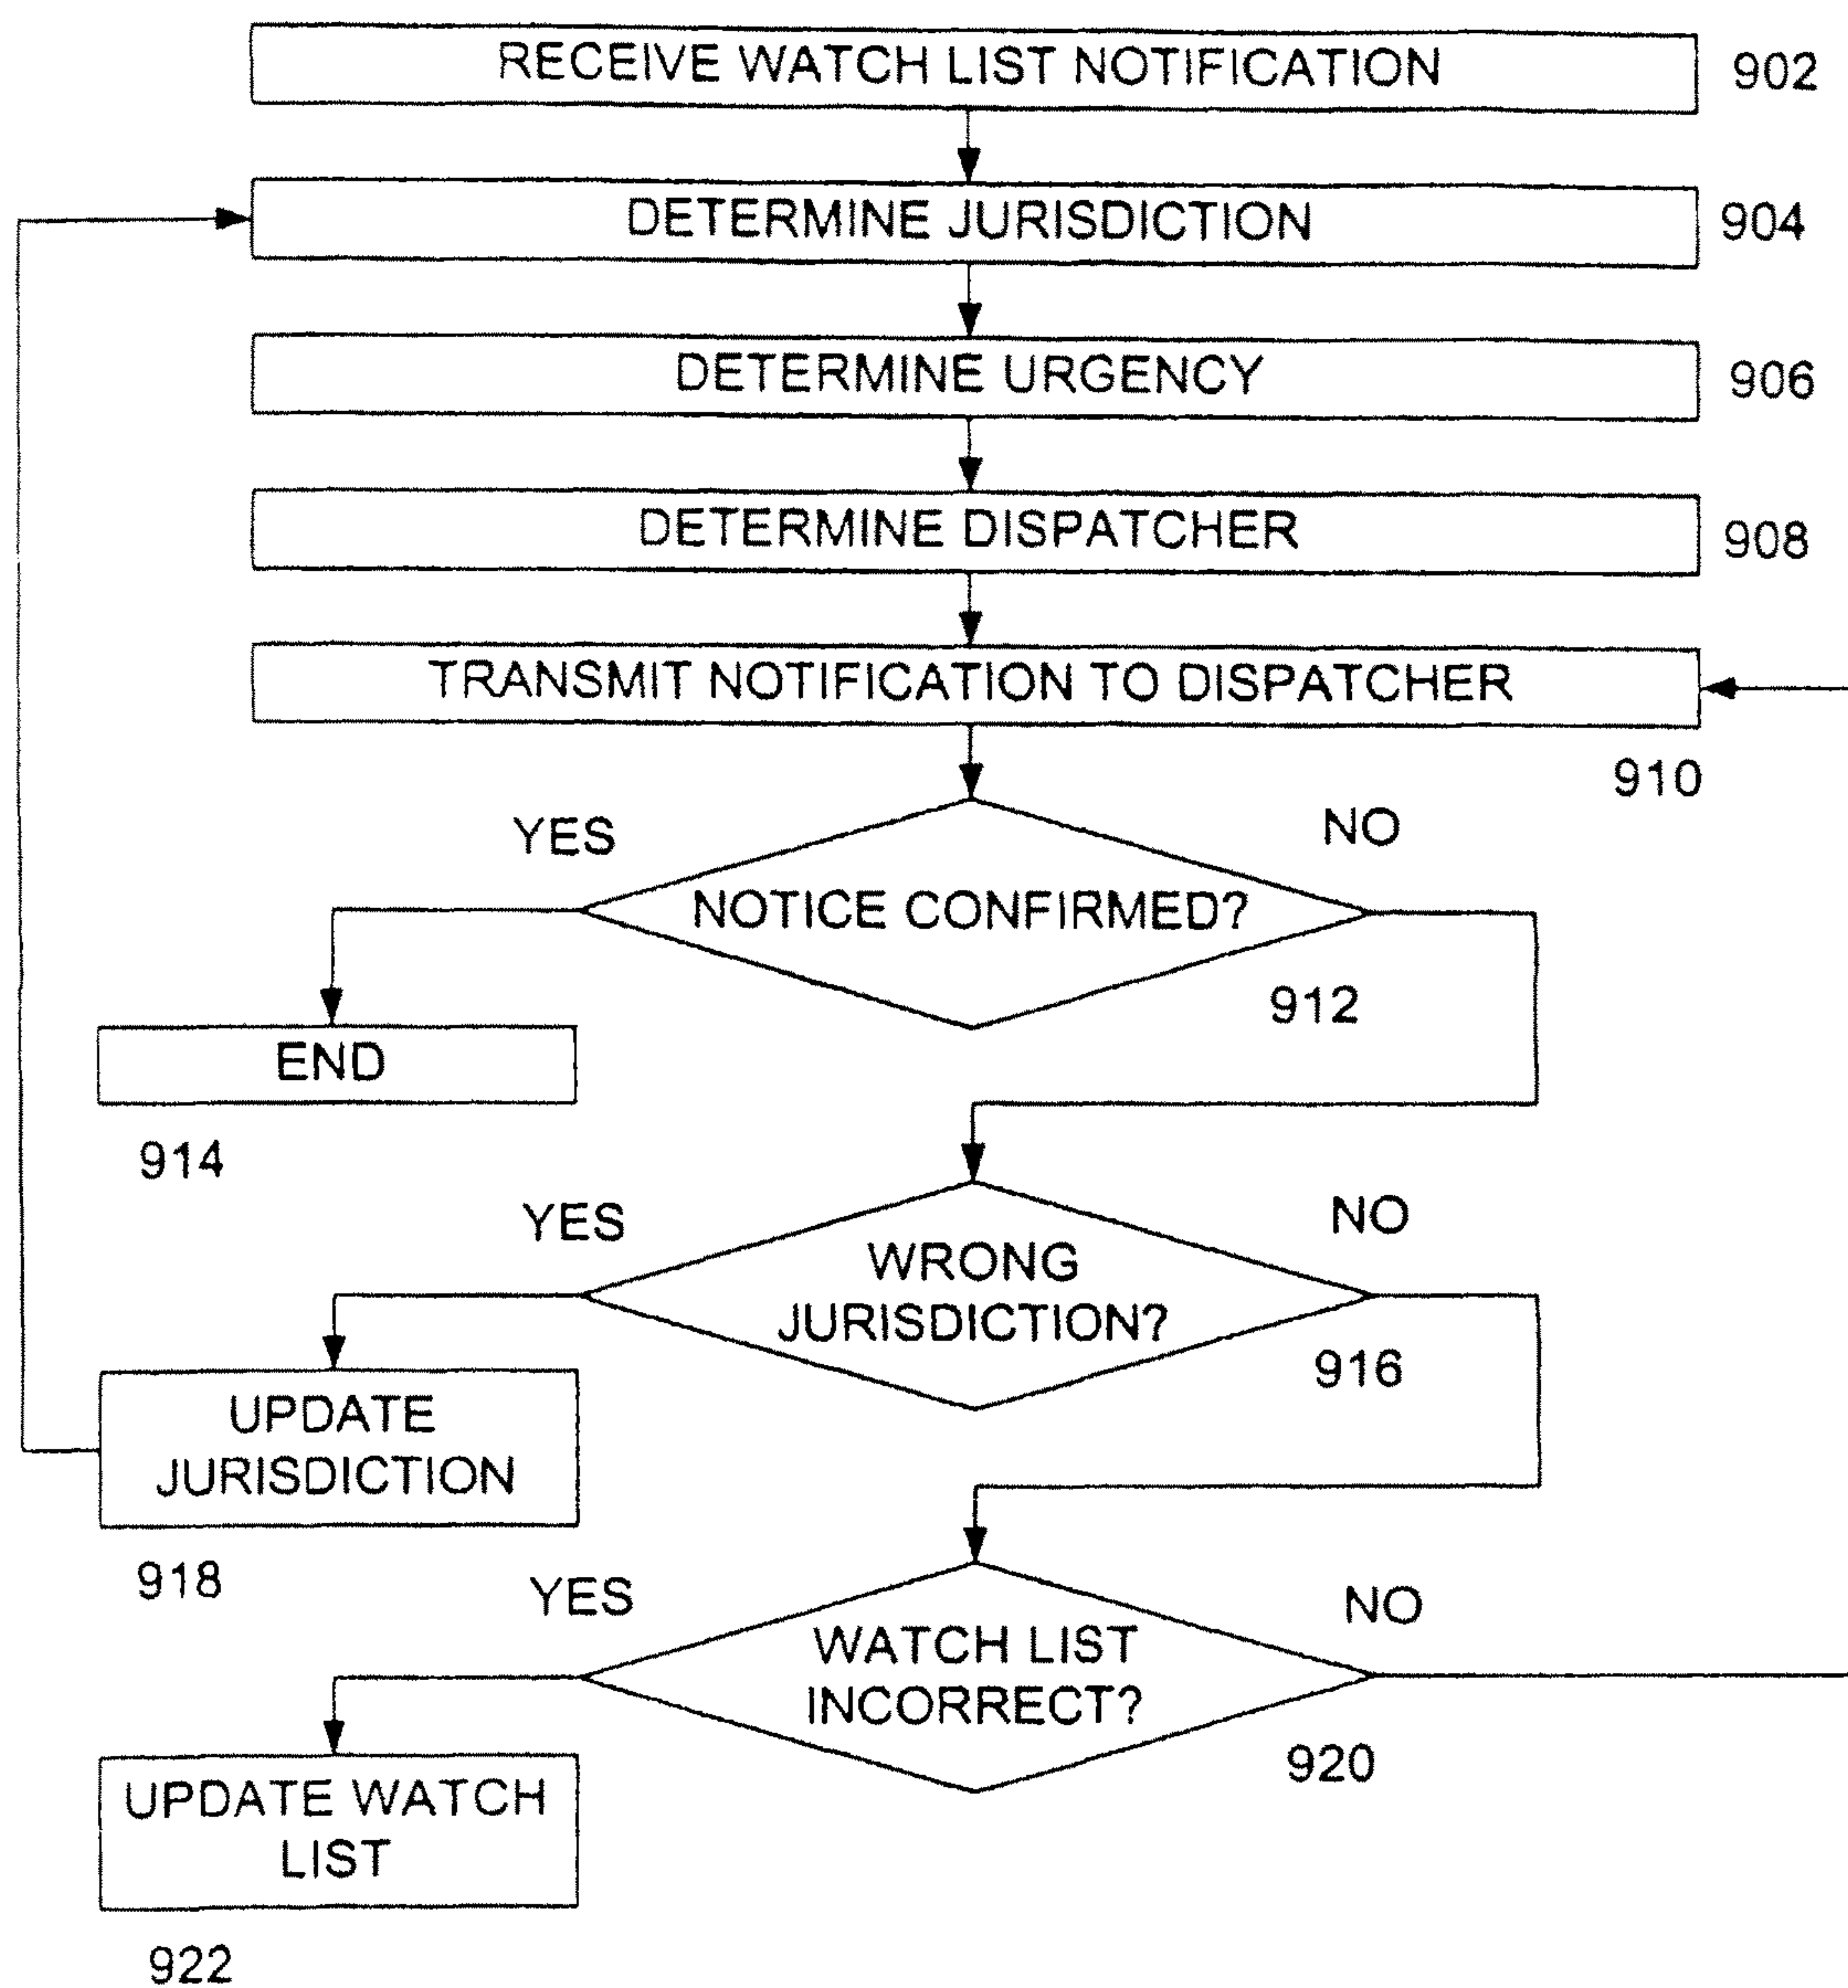 RECEIVE WATCH LIST NOTIFICATION
902
DETERMINE JURISDICTION
904
DETERMINE URGENCY
906
DETERMINE DISPATCHER
908
TRANSMIT NOTIFICATION TO DISPATCHER
910
YES
NO
NOTICE CONFIRMED?
912
END
914
YES
NO
WRONG
JURISDICTION?
916
UPDATE
JURISDICTION
918
YES
NO
WATCH LIST
INCORRECT?
920
UPDATE WATCH
LIST
922